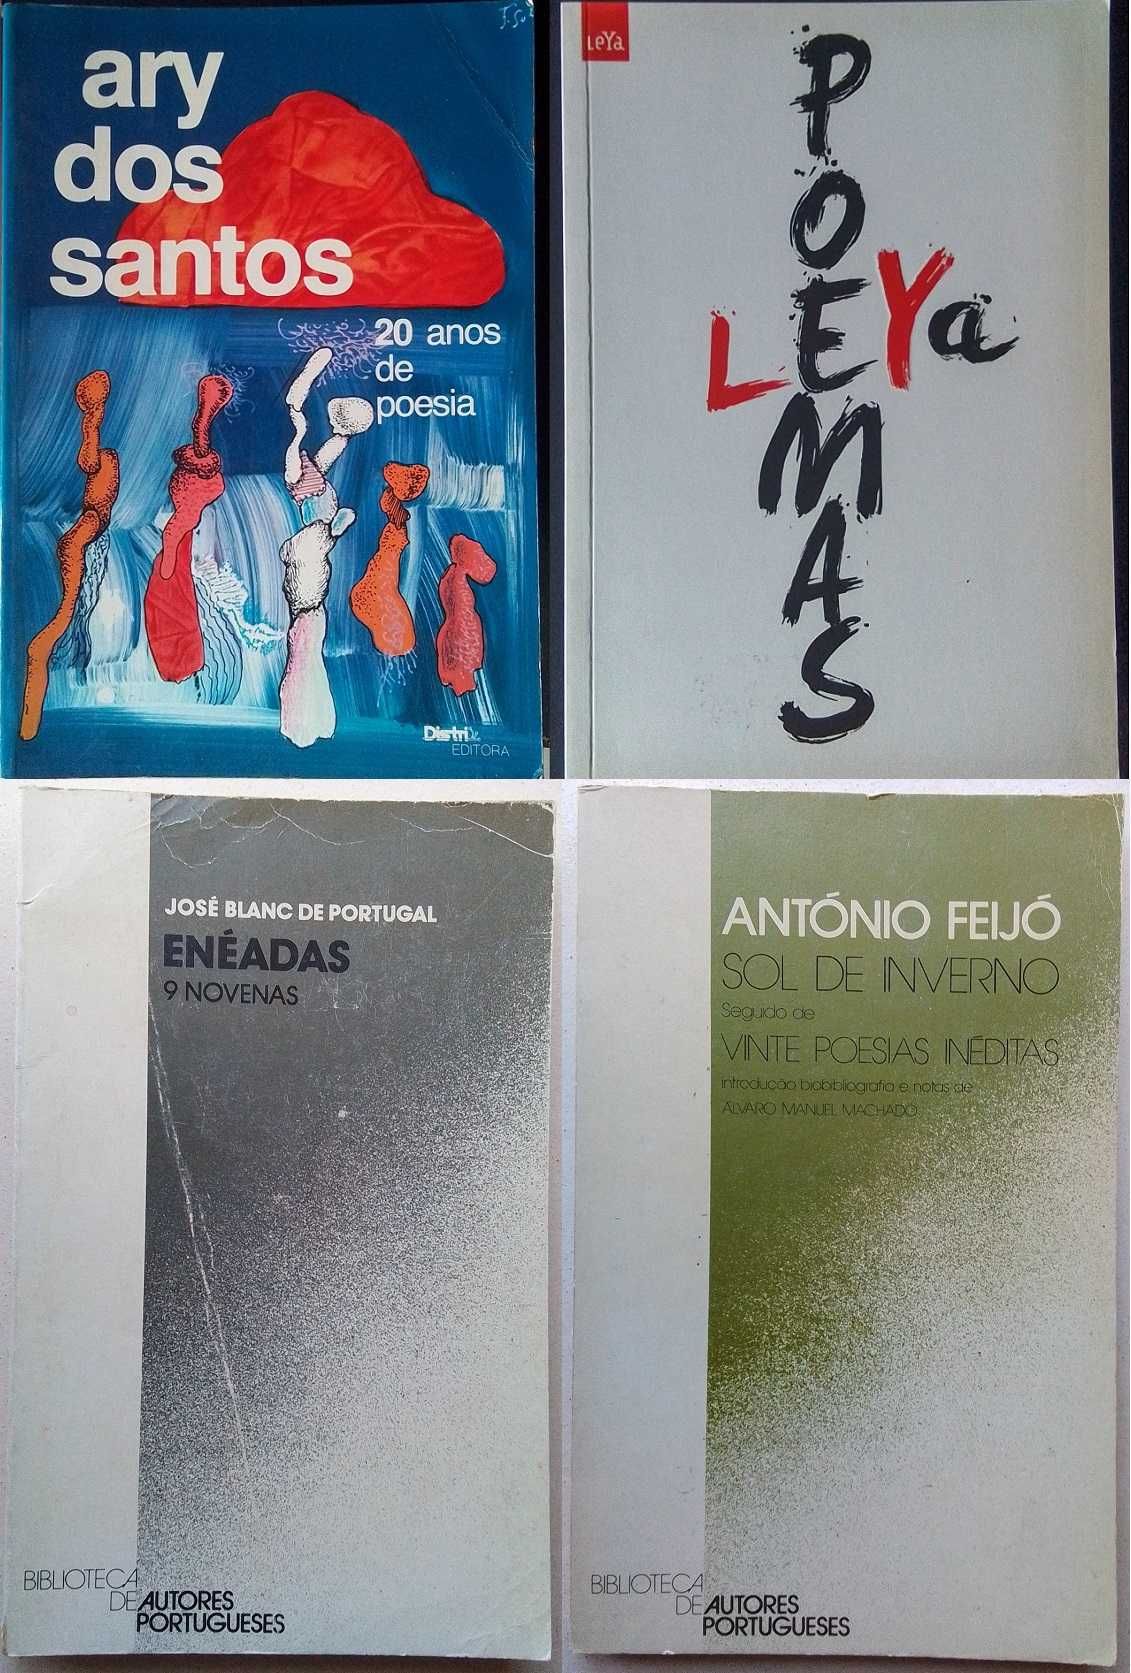 ary
dos
santos
20 anos
de
poesia
Distri
EDITORA
LeYa
POEMAS
LEYa
JOSÉ BLANC DE PORTUGAL
ENÉADAS
9 NOVENAS
BIBLIOTECA
DE AUTORES
PORTUGUESES
ANTÓNIO FEIJÓ
SOL DE INVERNO
Seguido de
VINTE POESIAS INÉDITAS
introdução biobibliografia e notas de
ÁLVARO MANUEL MACHADO
BIBLIOTECA
DE AUTORES
PORTUGUESES